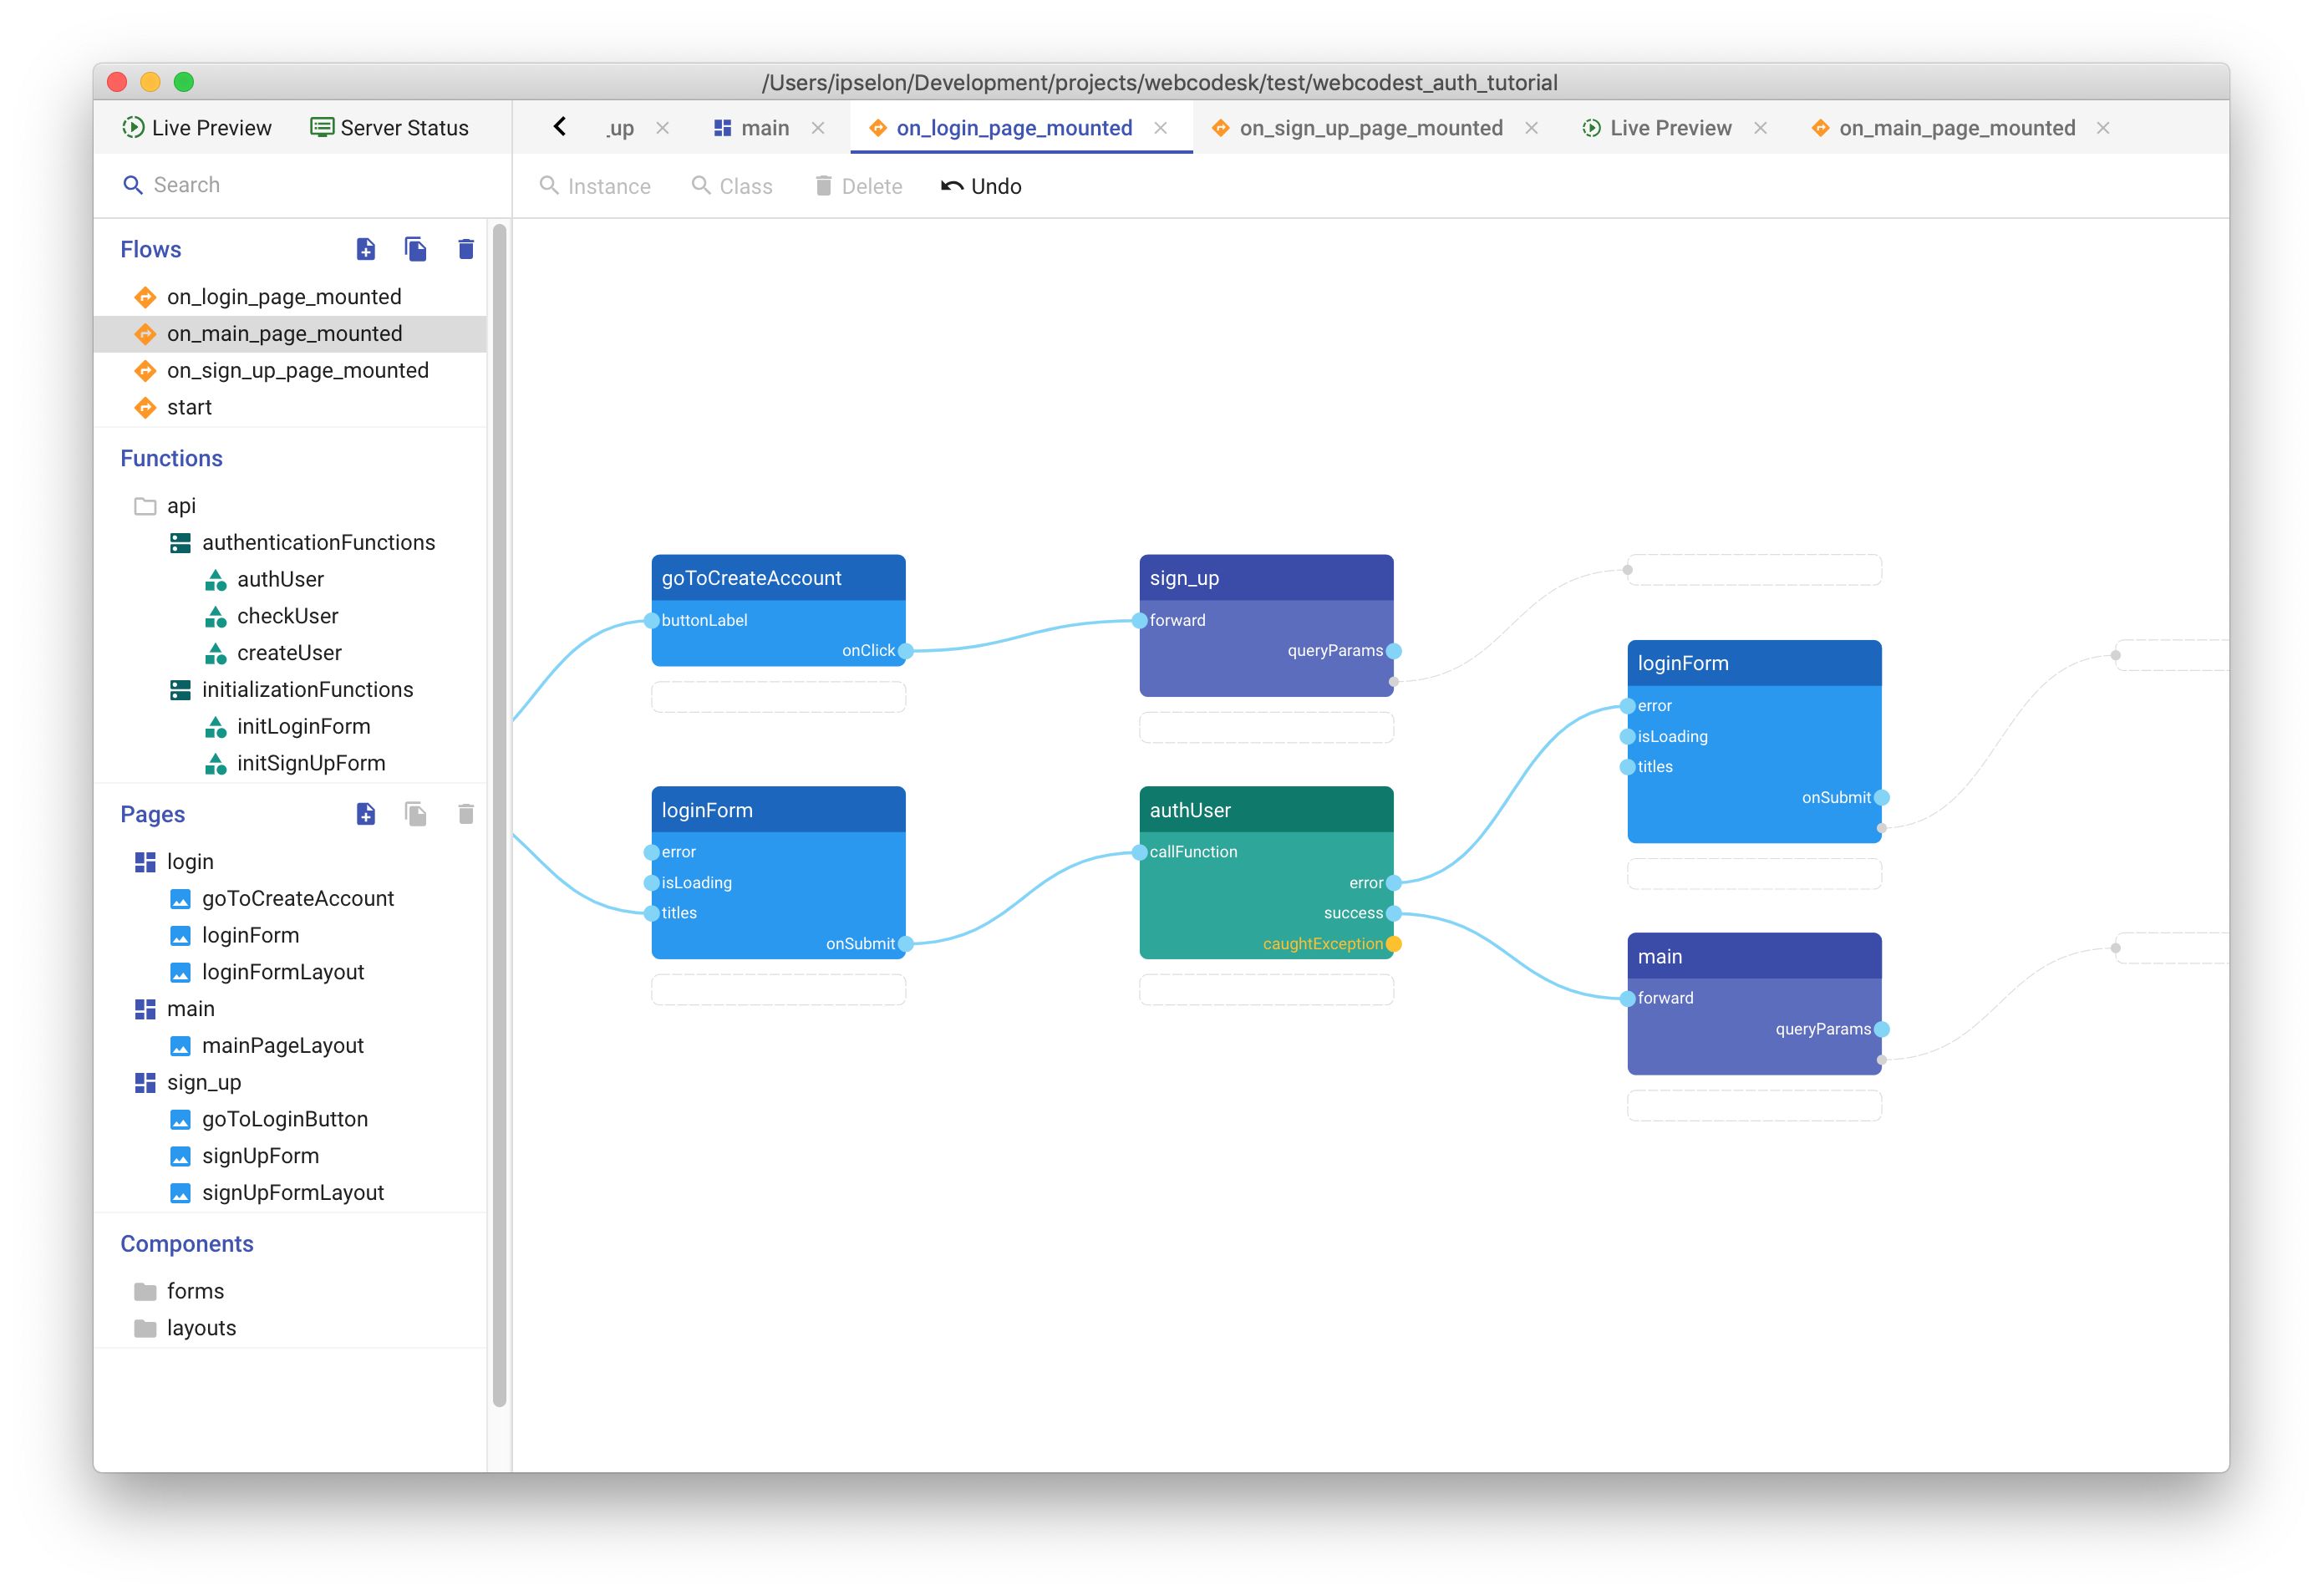 /Users/ipselon/Development/projects/webcodesk/test/webcodest_auth_tutorial
Live Preview Server Status
_up main on_login_page_mounted on_sign_up_page_mounted Live Preview on_main_page_mounted
Search
Instance Class Delete Undo
Flows
on_login_page_mounted
on_main_page_mounted
on_sign_up_page_mounted
start
Functions
api
authenticationFunctions
authUser
checkUser
createUser
initializationFunctions
initLoginForm
initSignUpForm
Pages
login
goToCreateAccount
loginForm
loginFormLayout
main
mainPageLayout
sign_up
goToLoginButton
signUpForm
signUpFormLayout
Components
forms
layouts
goToCreateAccount
buttonLabel
onClick
loginForm
error
isLoading
titles
onSubmit
sign_up
forward
queryParams
authUser
callFunction
error
success
caughtException
loginForm
error
isLoading
titles
onSubmit
main
forward
queryParams